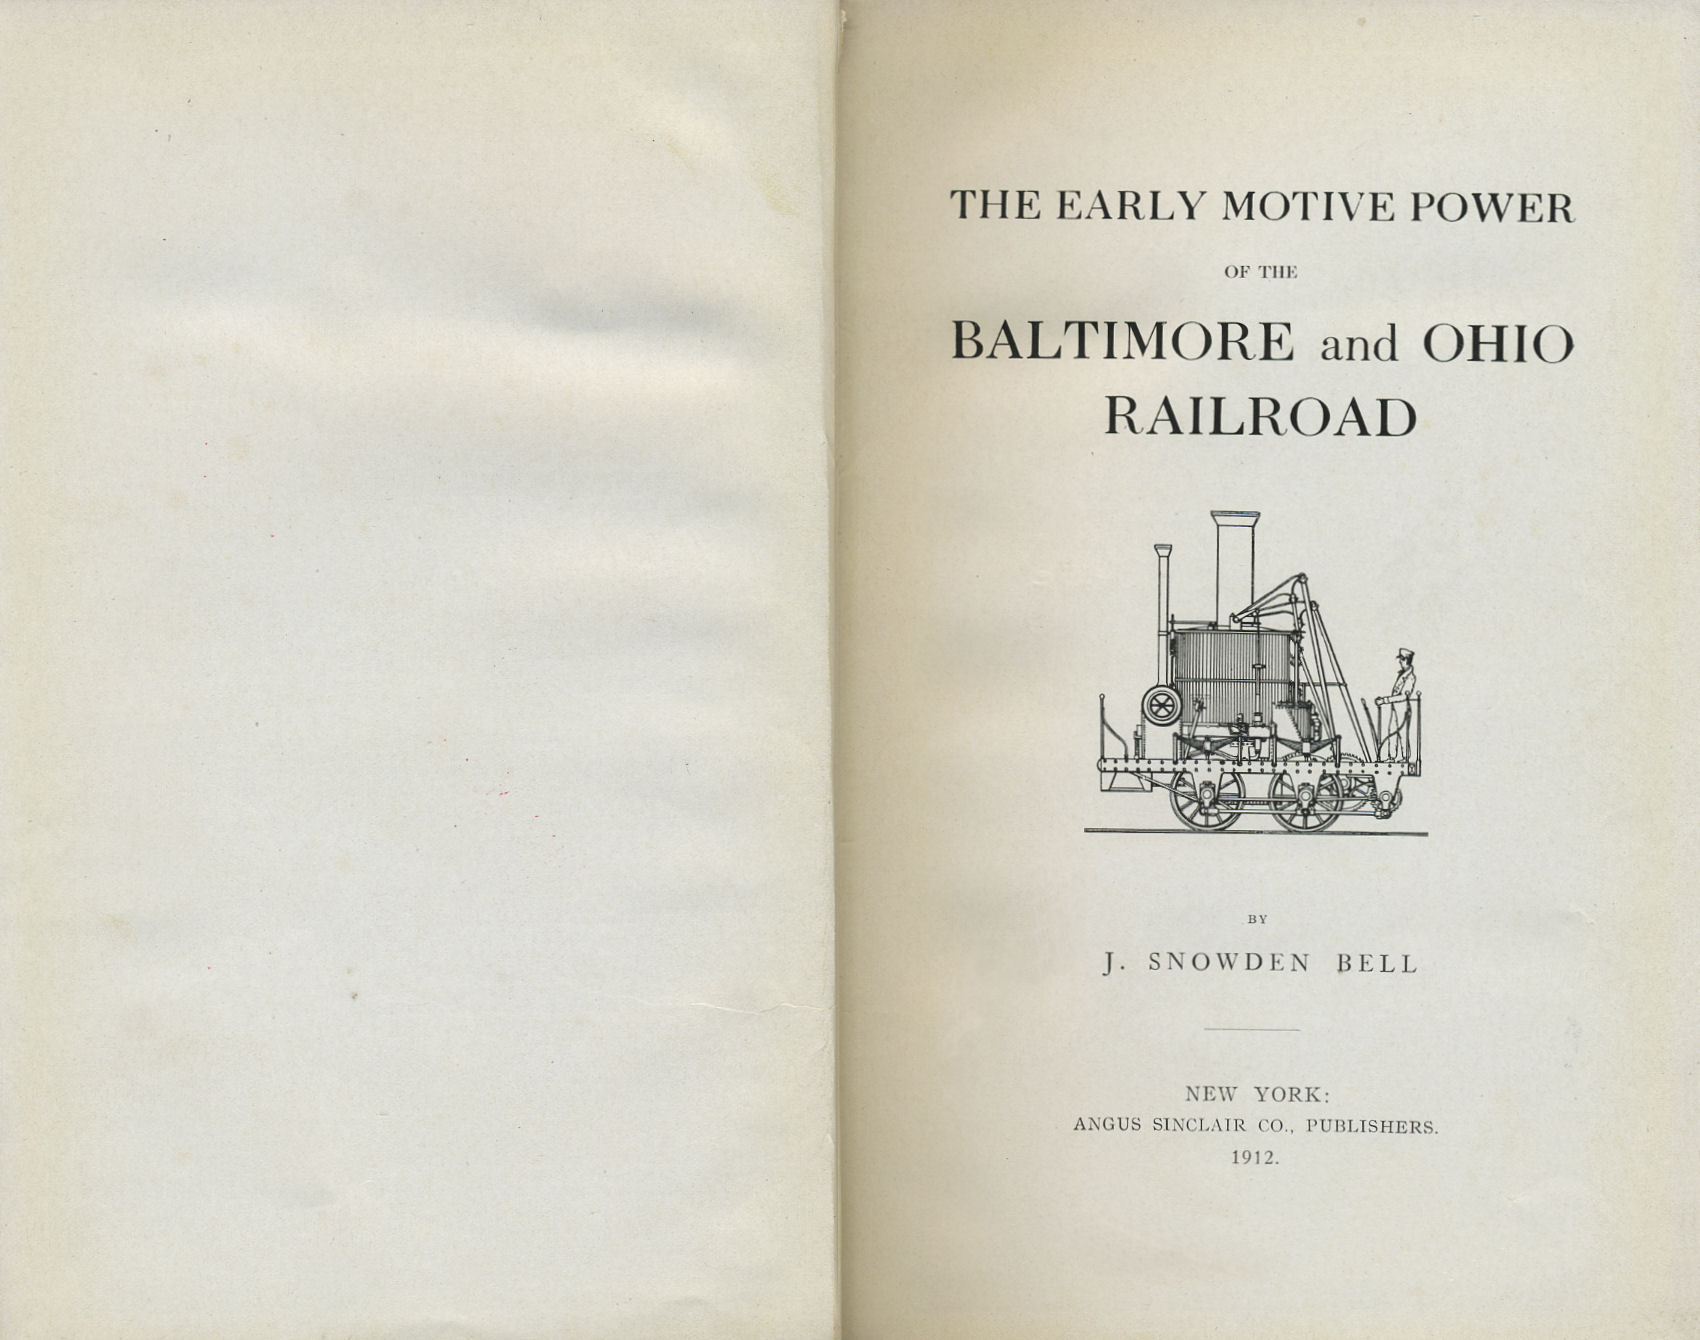 THE EARLY MOTIVE POWER
OF THE
BALTIMORE and OHIO
RAILROAD
BY
J. SNOWDEN BELL
NEW YORK:
ANGUS SINCLAIR CO., PUBLISHERS.
1912.